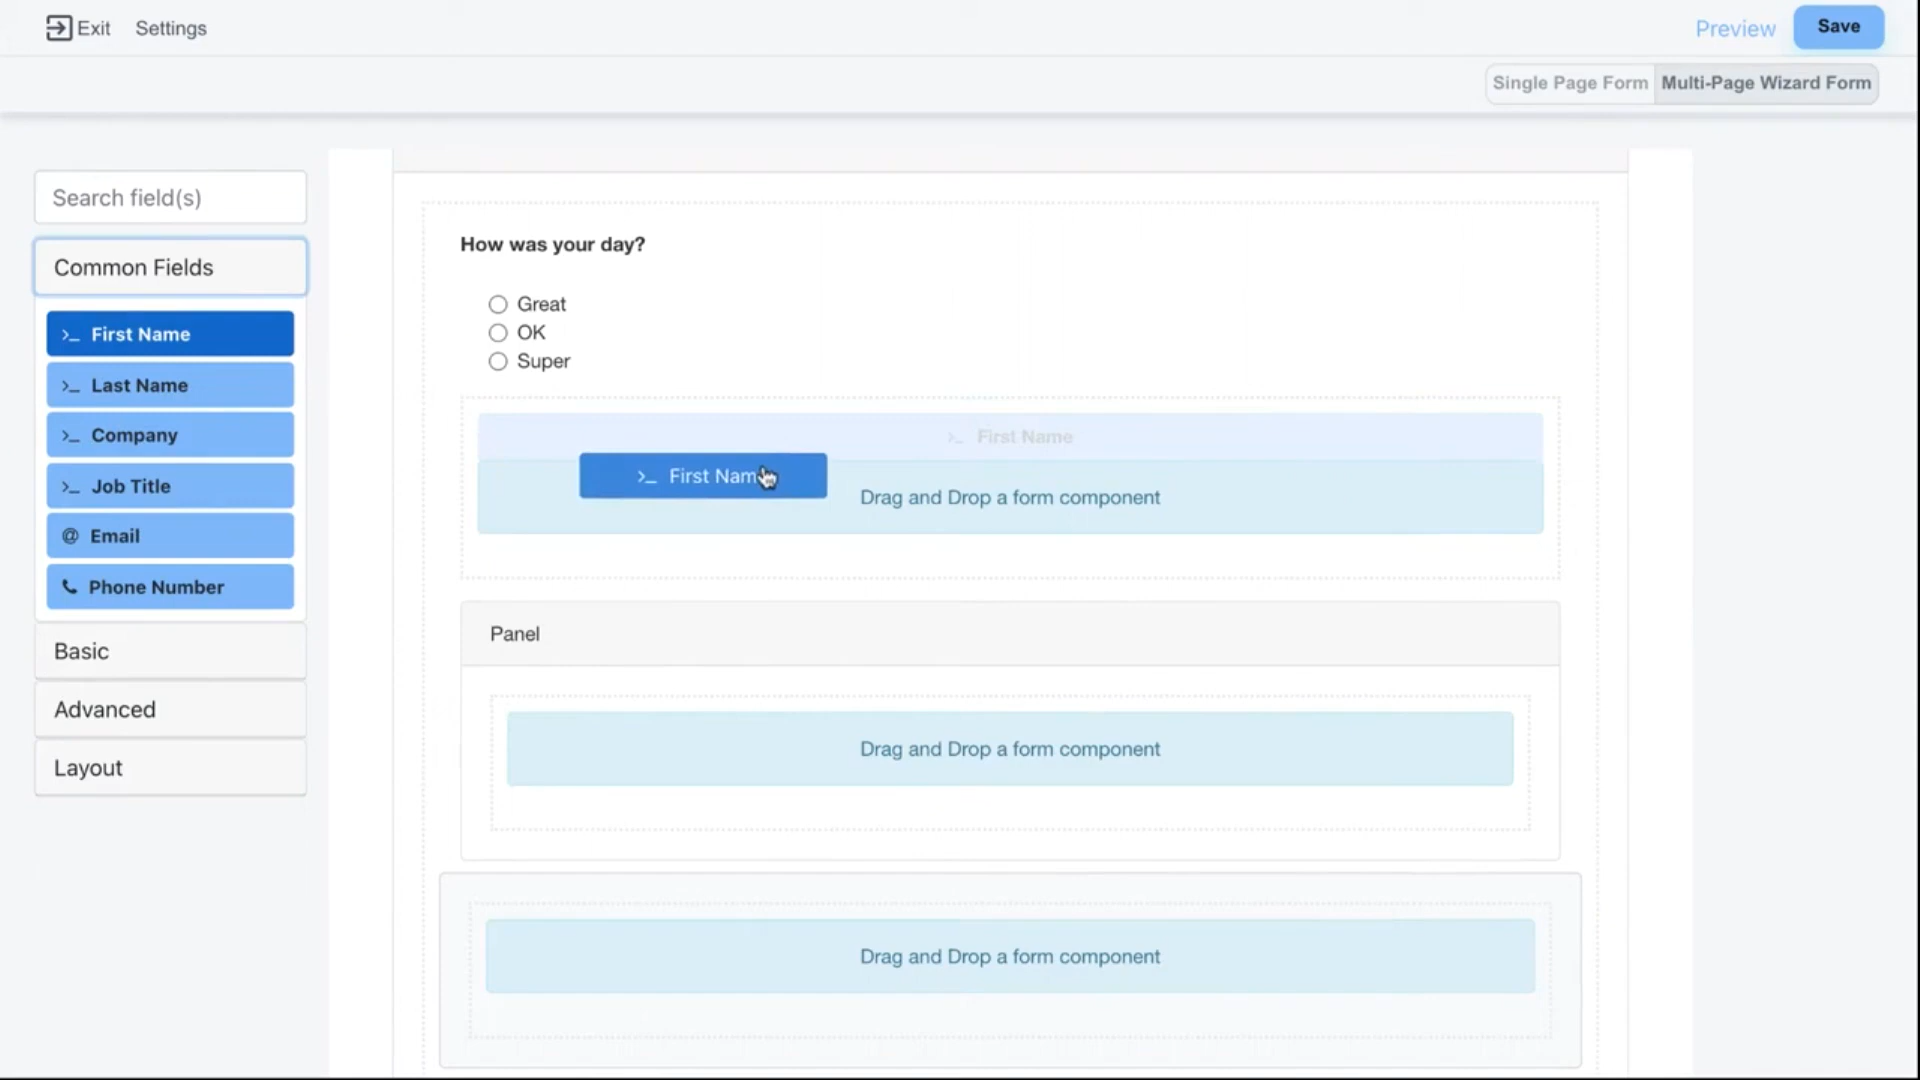 Exit Settings Preview Save
Single Page Form Multi-Page Wizard Form
Search field(s)
Common Fields
>_ First Name
>_ Last Name
>_ Company
>_ Job Title
@ Email
Phone Number
Basic
Advanced
Layout
How was your day?
Great
OK
Super
>_ First Name
>_ First Nam
Drag and Drop a form component
Panel
Drag and Drop a form component
Drag and Drop a form component